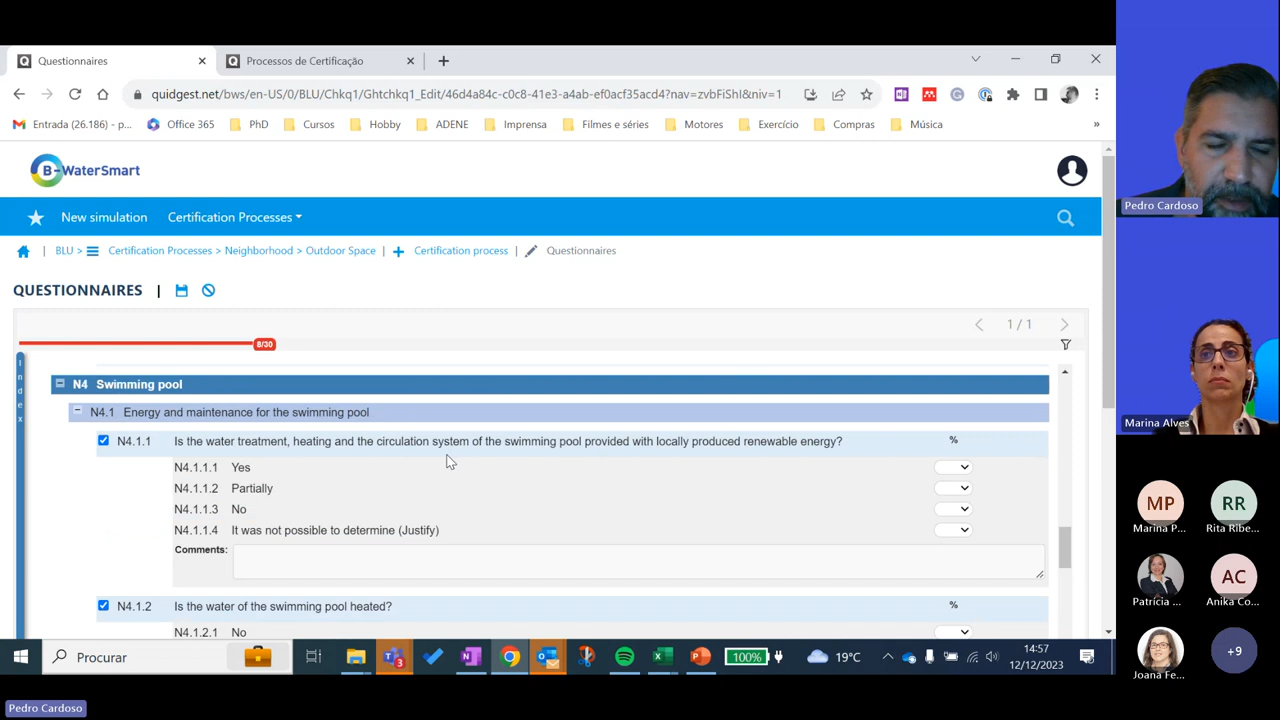 Questionnaires
Processos de Certificação
quidgest.net/bws/en-US/0/BLU/Chkq1/Ghtchkq1_Edit/46d4a84c-c0c8-41e3-a4ab-ef0acf35acd4?nav=zvbFiShI&niv=1
Entrada (26.186) - p...
Office 365
PhD
Cursos
Hobby
ADENE
Imprensa
Filmes e séries
Motores
Exercício
Compras
Música
»
B-WaterSmart
New simulation
Certification Processes
BLU > Certification Processes > Neighborhood > Outdoor Space
Certification process
Questionnaires
QUESTIONNAIRES |
1 / 1
8/30
Index
N4 Swimming pool
N4.1 Energy and maintenance for the swimming pool
N4.1.1 Is the water treatment, heating and the circulation system of the swimming pool provided with locally produced renewable energy? %
N4.1.1.1 Yes
N4.1.1.2 Partially
N4.1.1.3 No
N4.1.1.4 It was not possible to determine (Justify)
Comments:
N4.1.2 Is the water of the swimming pool heated? %
N4.1.2.1 No
Procurar
3
100%
19°C
14:57
12/12/2023
Pedro Cardoso
Marina Alves
MP
Marina P...
RR
Rita Ribe...
Patrícia ...
AC
Anika Co...
Joana Fe...
+9
Pedro Cardoso